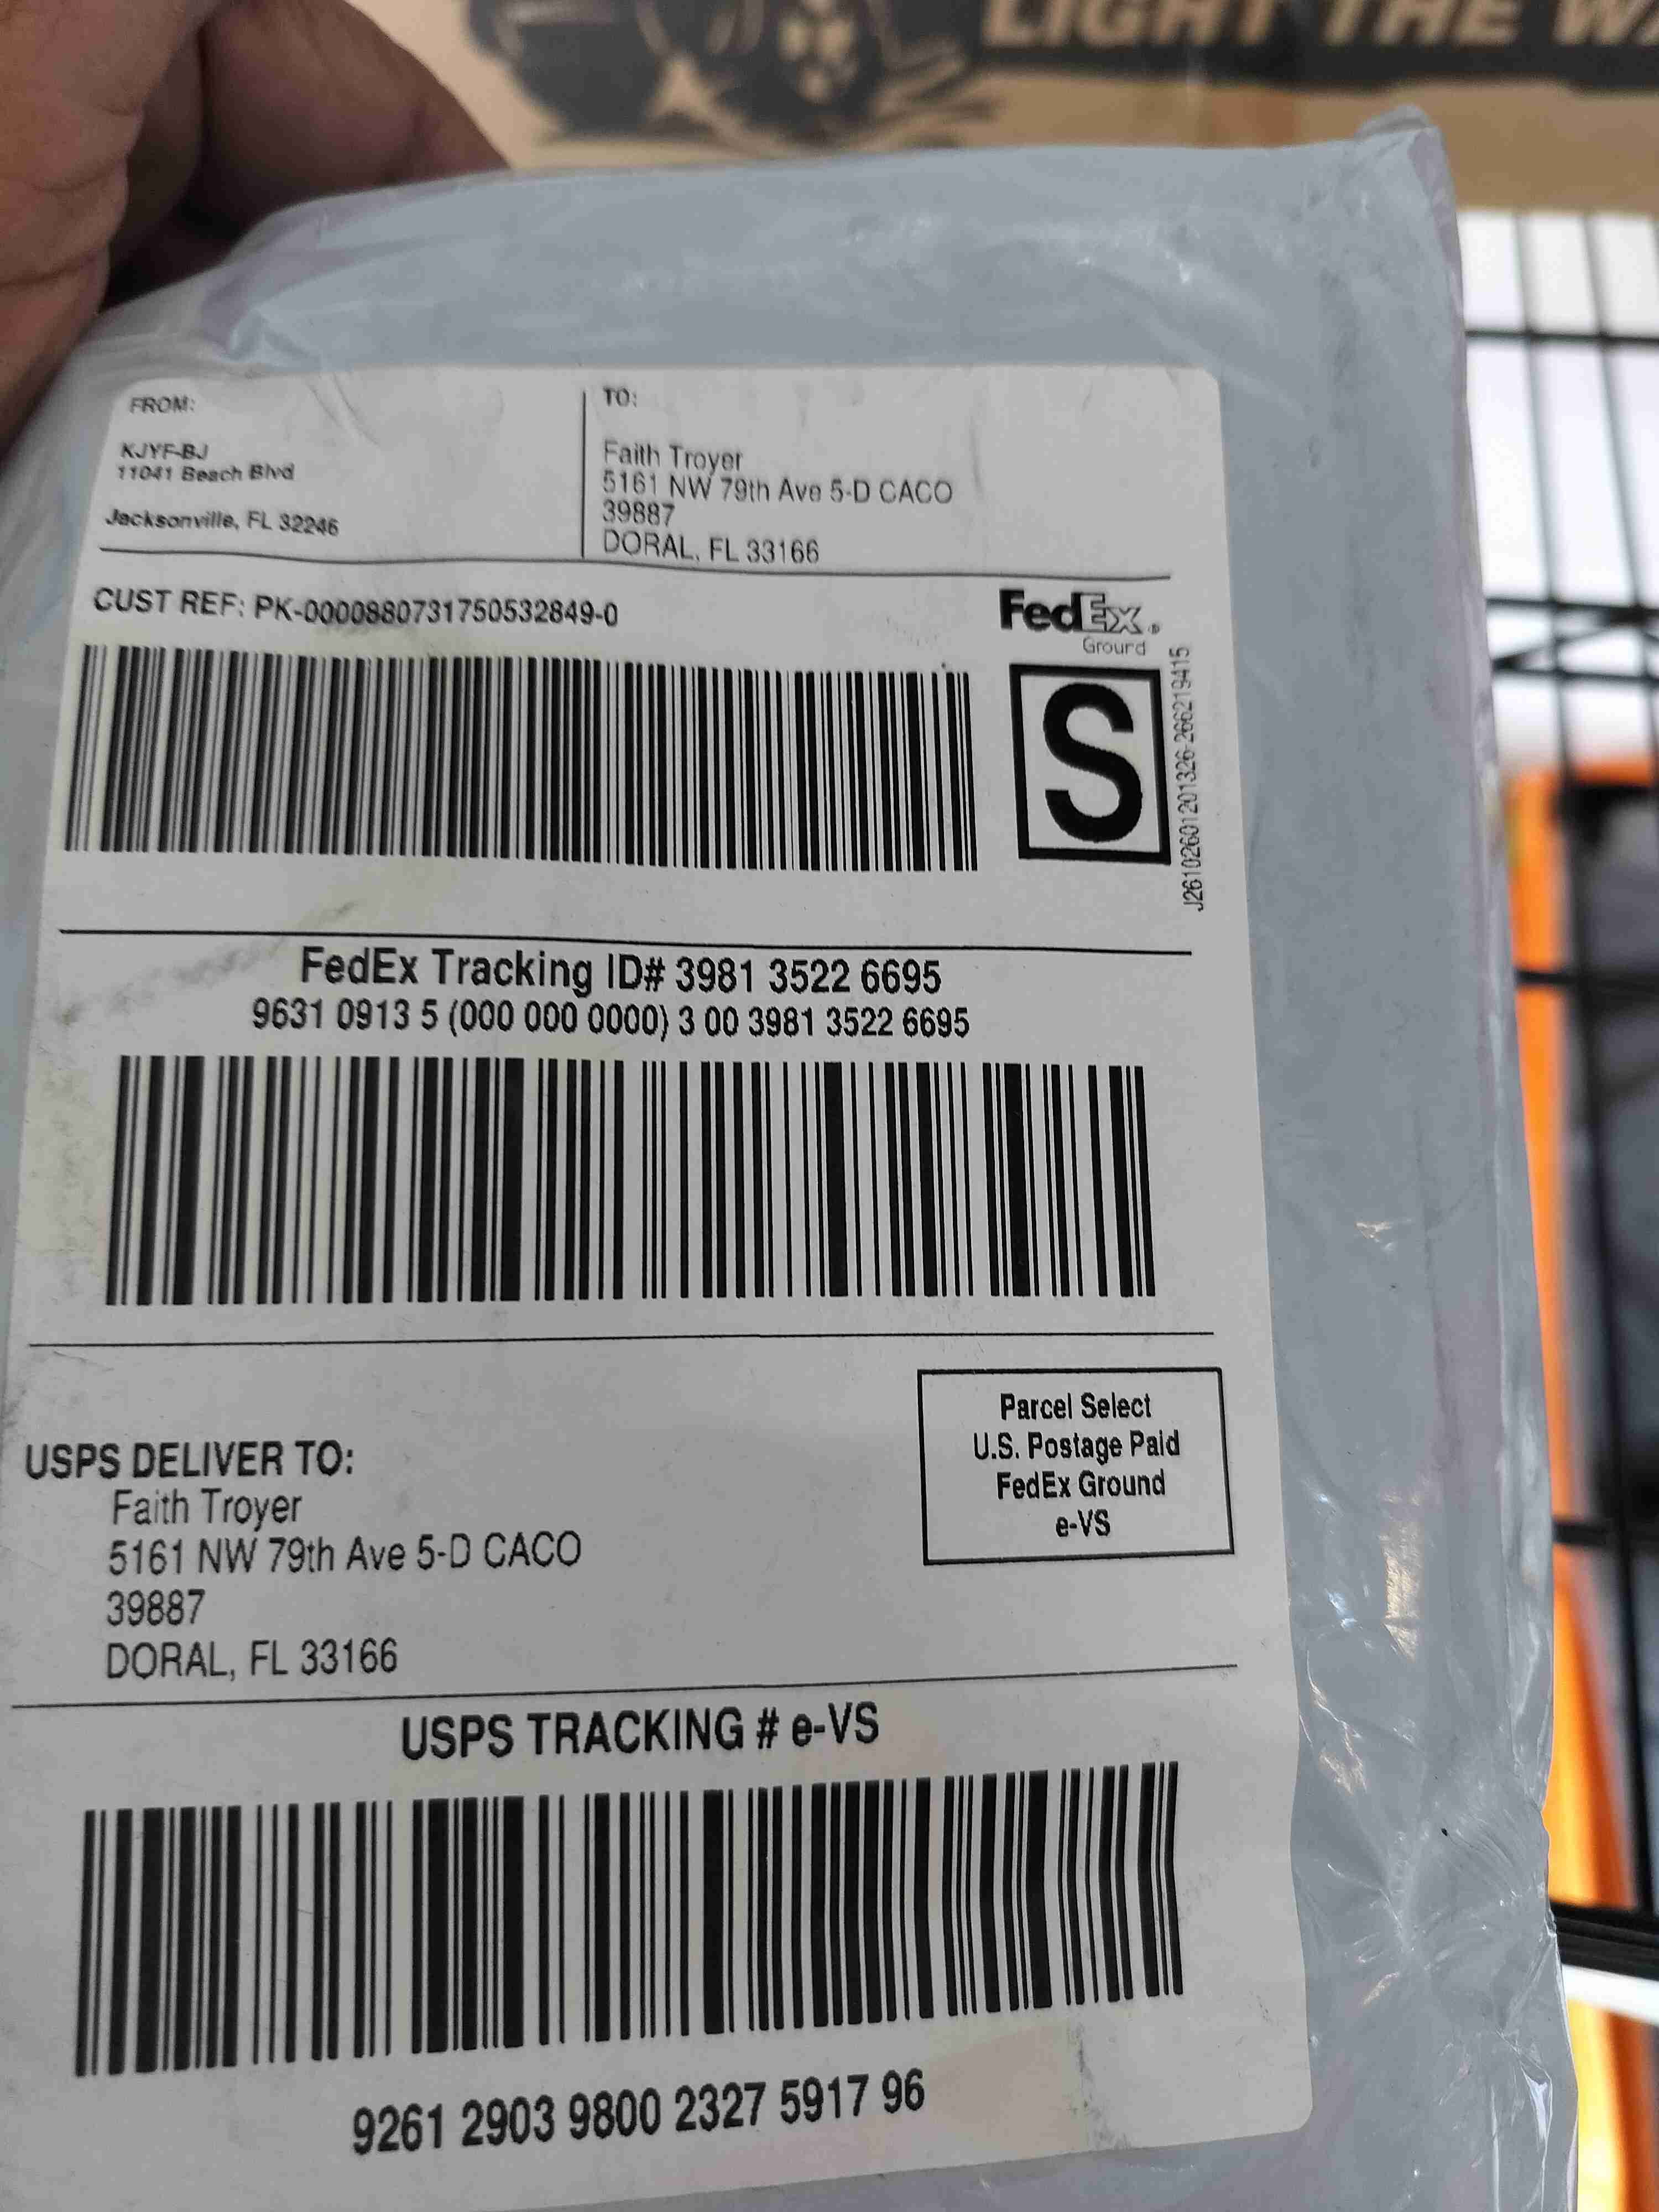 LIGHT THE WA
FROM:
KJYF-BJ
11041 Beach Blvd
Jacksonville, FL 32246
TO:
Faith Troyer
5161 NW 79th Ave 5-D CACO
39887
DORAL, FL 33166
CUST REF: PK-0000880731750532849-0
FedEx®
Ground
S
J261026012013​26-266219415
FedEx Tracking ID# 3981 3522 6695
9631 0913 5 (000 000 0000) 3 00 3981 3522 6695
Parcel Select
U.S. Postage Paid
FedEx Ground
e-VS
USPS DELIVER TO:
Faith Troyer
5161 NW 79th Ave 5-D CACO
39887
DORAL, FL 33166
USPS TRACKING # e-VS
9261 2903 9800 2327 5917 96